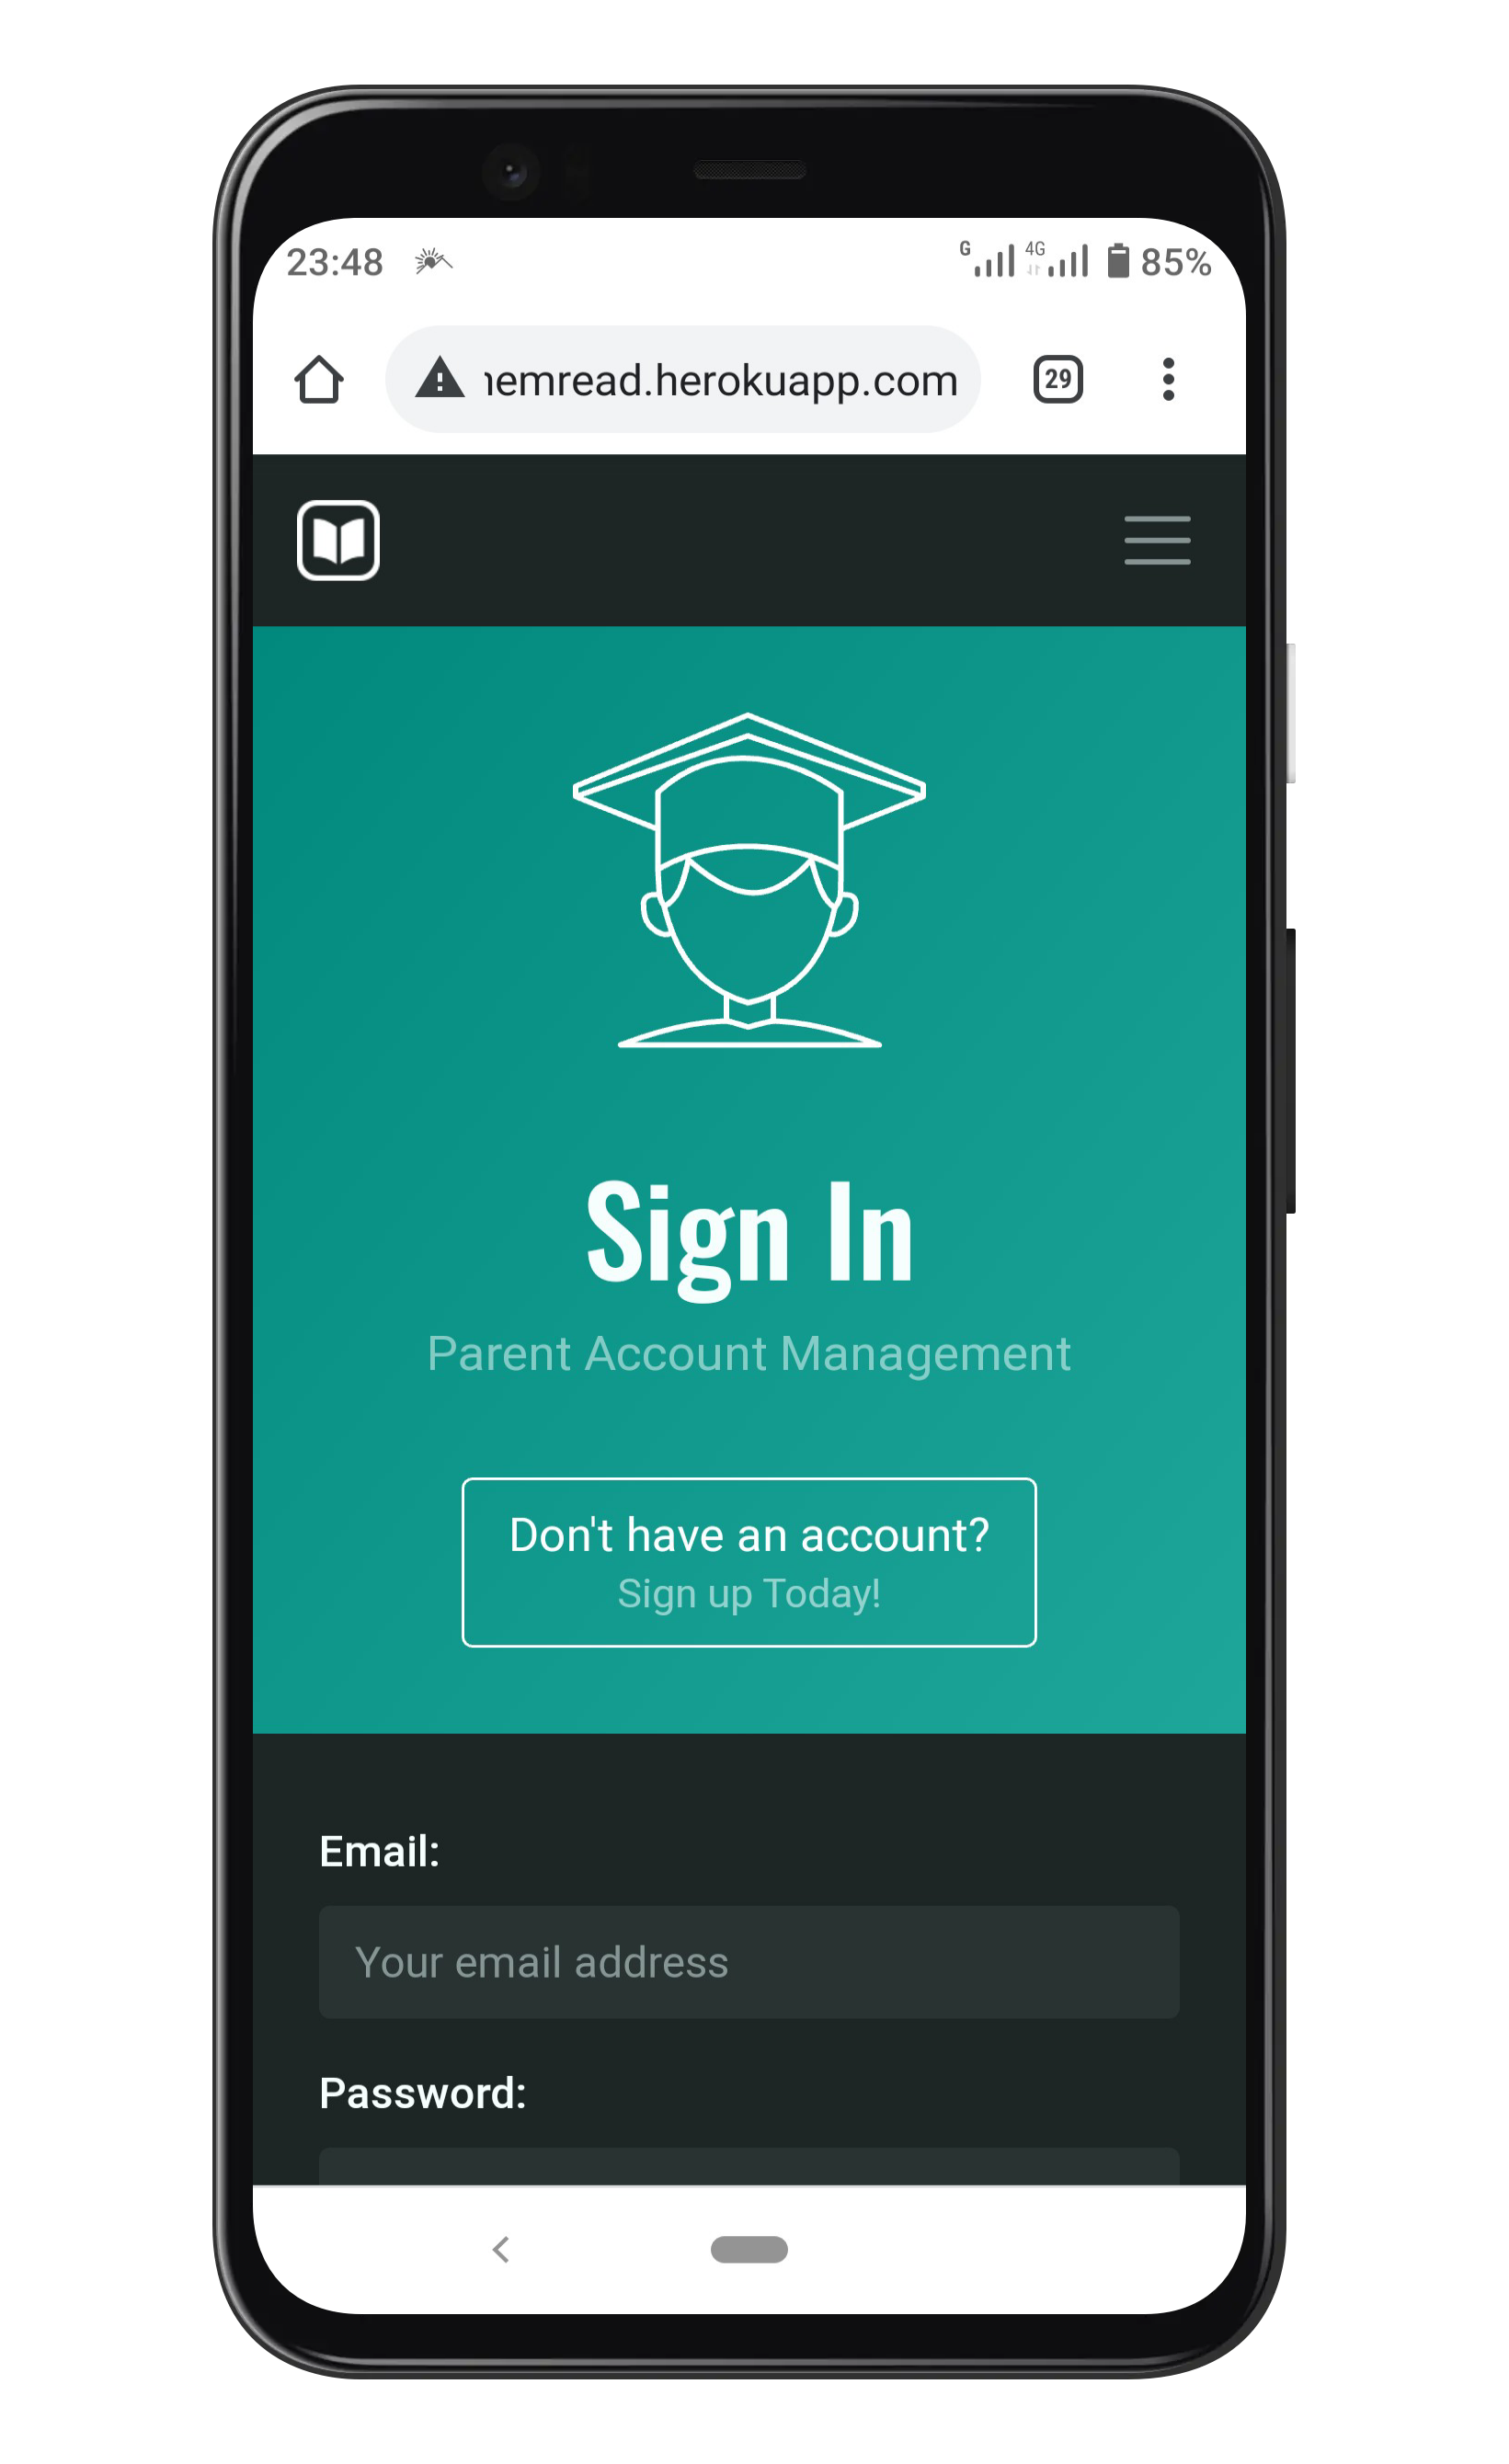 23:48 G 4G 85%
emread.herokuapp.com 29
Sign In
Parent Account Management
Don't have an account?
Sign up Today!
Email:
Your email address
Password: